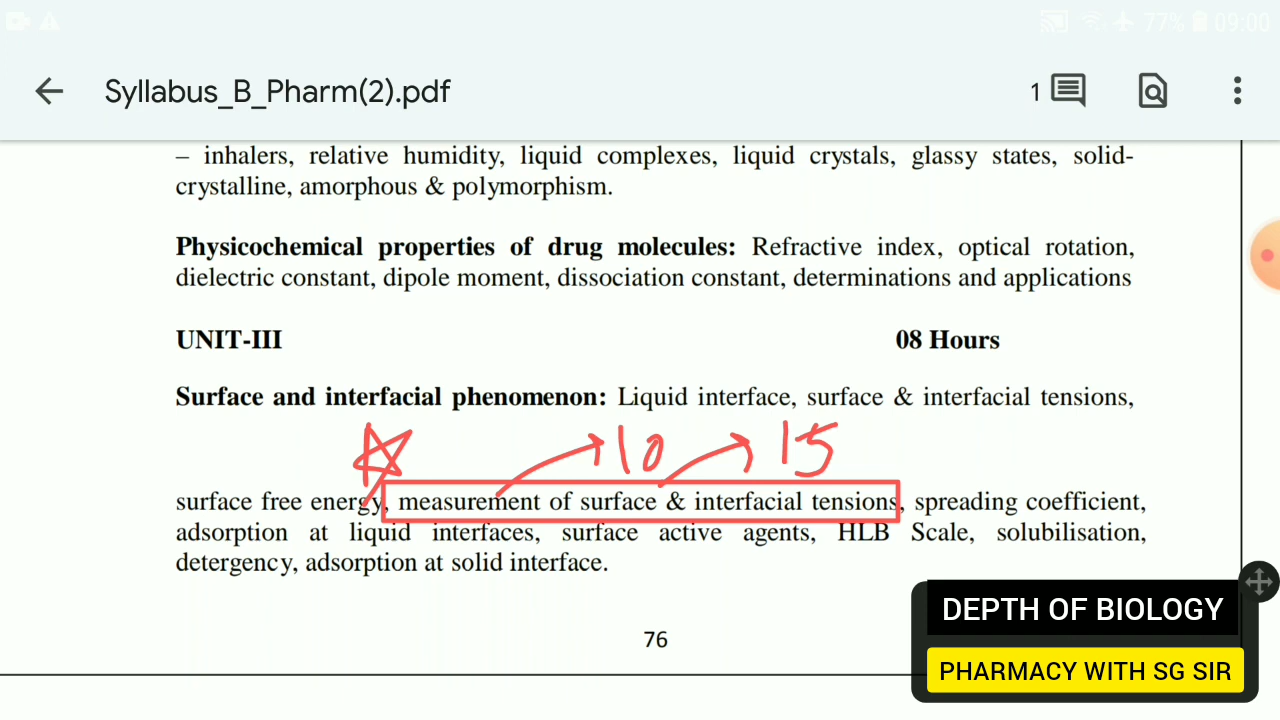 77% 09:00
Syllabus_B_Pharm(2).pdf 1
– inhalers, relative humidity, liquid complexes, liquid crystals, glassy states, solid-
crystalline, amorphous & polymorphism.
Physicochemical properties of drug molecules: Refractive index, optical rotation,
dielectric constant, dipole moment, dissociation constant, determinations and applications
UNIT-III 08 Hours
Surface and interfacial phenomenon: Liquid interface, surface & interfacial tensions,
10 15
surface free energy, measurement of surface & interfacial tensions, spreading coefficient,
adsorption at liquid interfaces, surface active agents, HLB Scale, solubilisation,
detergency, adsorption at solid interface.
76
DEPTH OF BIOLOGY
PHARMACY WITH SG SIR